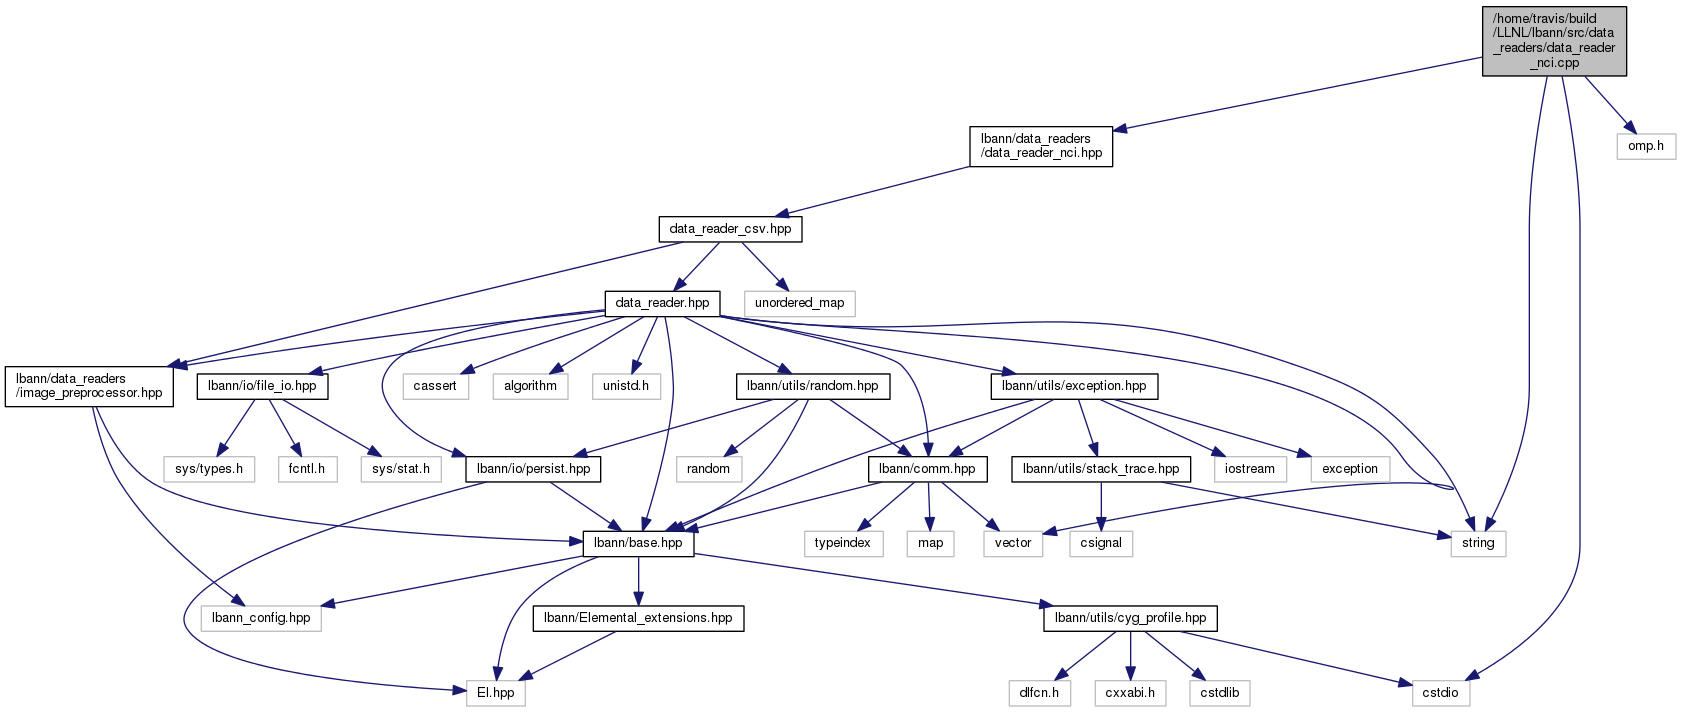 /home/travis/build
/LLNL/lbann/src/data
_readers/data_reader
_nci.cpp
lbann/data_readers
/data_reader_nci.hpp
omp.h
data_reader_csv.hpp
data_reader.hpp
unordered_map
lbann/data_readers
/image_preprocessor.hpp
lbann/io/file_io.hpp
cassert
algorithm
unistd.h
lbann/utils/random.hpp
lbann/utils/exception.hpp
sys/types.h
fcntl.h
sys/stat.h
lbann/io/persist.hpp
random
lbann/comm.hpp
lbann/utils/stack_trace.hpp
iostream
exception
lbann/base.hpp
typeindex
map
vector
csignal
string
lbann_config.hpp
lbann/Elemental_extensions.hpp
lbann/utils/cyg_profile.hpp
El.hpp
dlfcn.h
cxxabi.h
cstdlib
cstdio